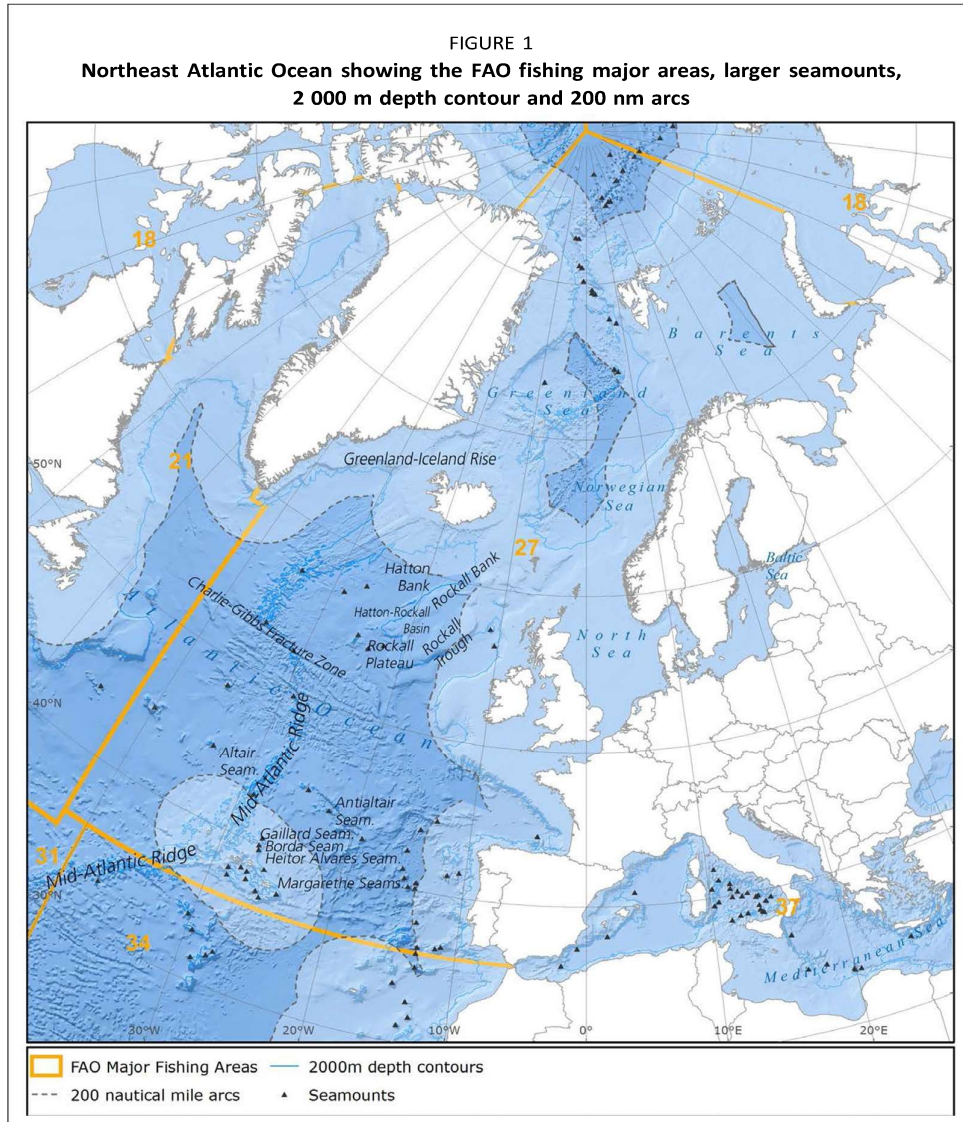 FIGURE 1
Northeast Atlantic Ocean showing the FAO fishing major areas, larger seamounts,
2 000 m depth contour and 200 nm arcs
18
18
Barents
Sea
Greenland
Sea
50°N
21
Greenland-Iceland Rise
Norwegian
Sea
27
Baltic
Sea
Hatton
Bank
Rockall Bank
Charlie-Gibbs Fracture Zone
Hatton-Rockall
Basin
Rockall
Trough
Rockall
Plateau
North
Sea
Atlantic Ocean
40°N
Mid-Atlantic Ridge
Altair
Seam.
Antialtair
Seam.
Gaillard Seam.
Borda Seam.
Heitor Alvares Seam.
Margarethe Seams.
31
Mid-Atlantic Ridge
30°N
34
37
Mediterranean Sea
30°W
20°W
10°W
0°
10°E
20°E
FAO Major Fishing Areas
2000m depth contours
200 nautical mile arcs
Seamounts